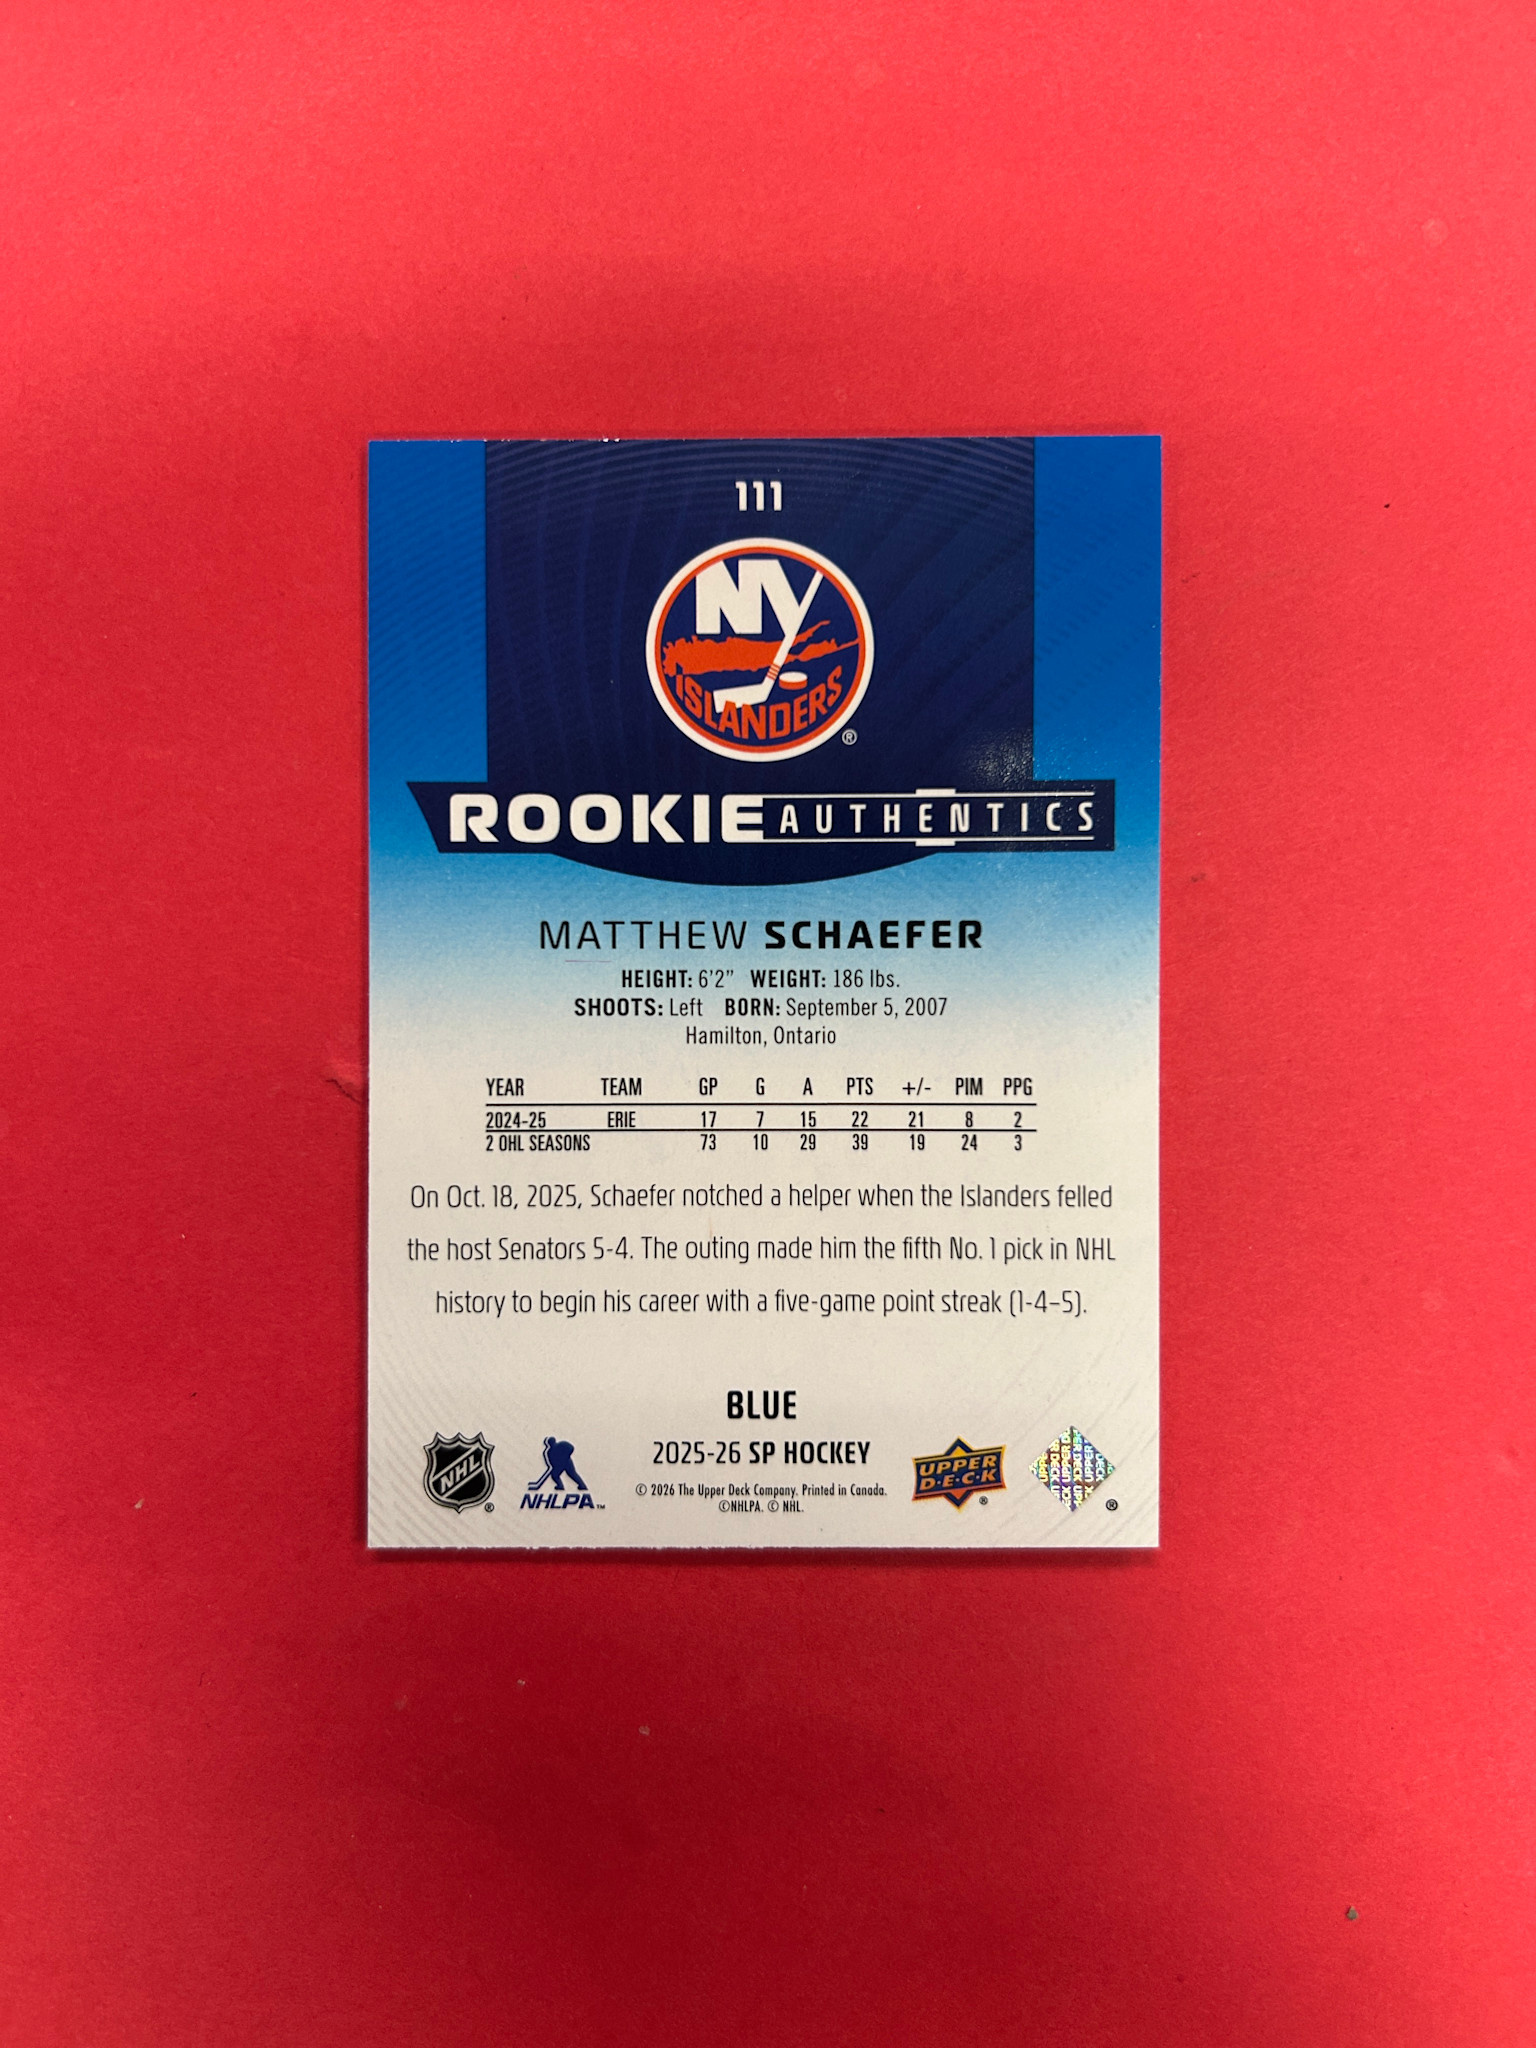 111
NY
ISLANDERS
®
ROOKIE AUTHENTICS
MATTHEW SCHAEFER
HEIGHT: 6'2" WEIGHT: 186 lbs.
SHOOTS: Left BORN: September 5, 2007
Hamilton, Ontario
YEAR TEAM GP G A PTS +/- PIM PPG
2024-25 ERIE 17 7 15 22 21 8 2
2 OHL SEASONS 73 10 29 39 19 24 3
On Oct. 18, 2025, Schaefer notched a helper when the Islanders felled
the host Senators 5-4. The outing made him the fifth No. 1 pick in NHL
history to begin his career with a five-game point streak (1-4–5).
BLUE
2025-26 SP HOCKEY
© 2026 The Upper Deck Company. Printed in Canada.
©NHLPA. © NHL.
NHL ®
NHLPA™
UPPER
D·E·C·K ®
®